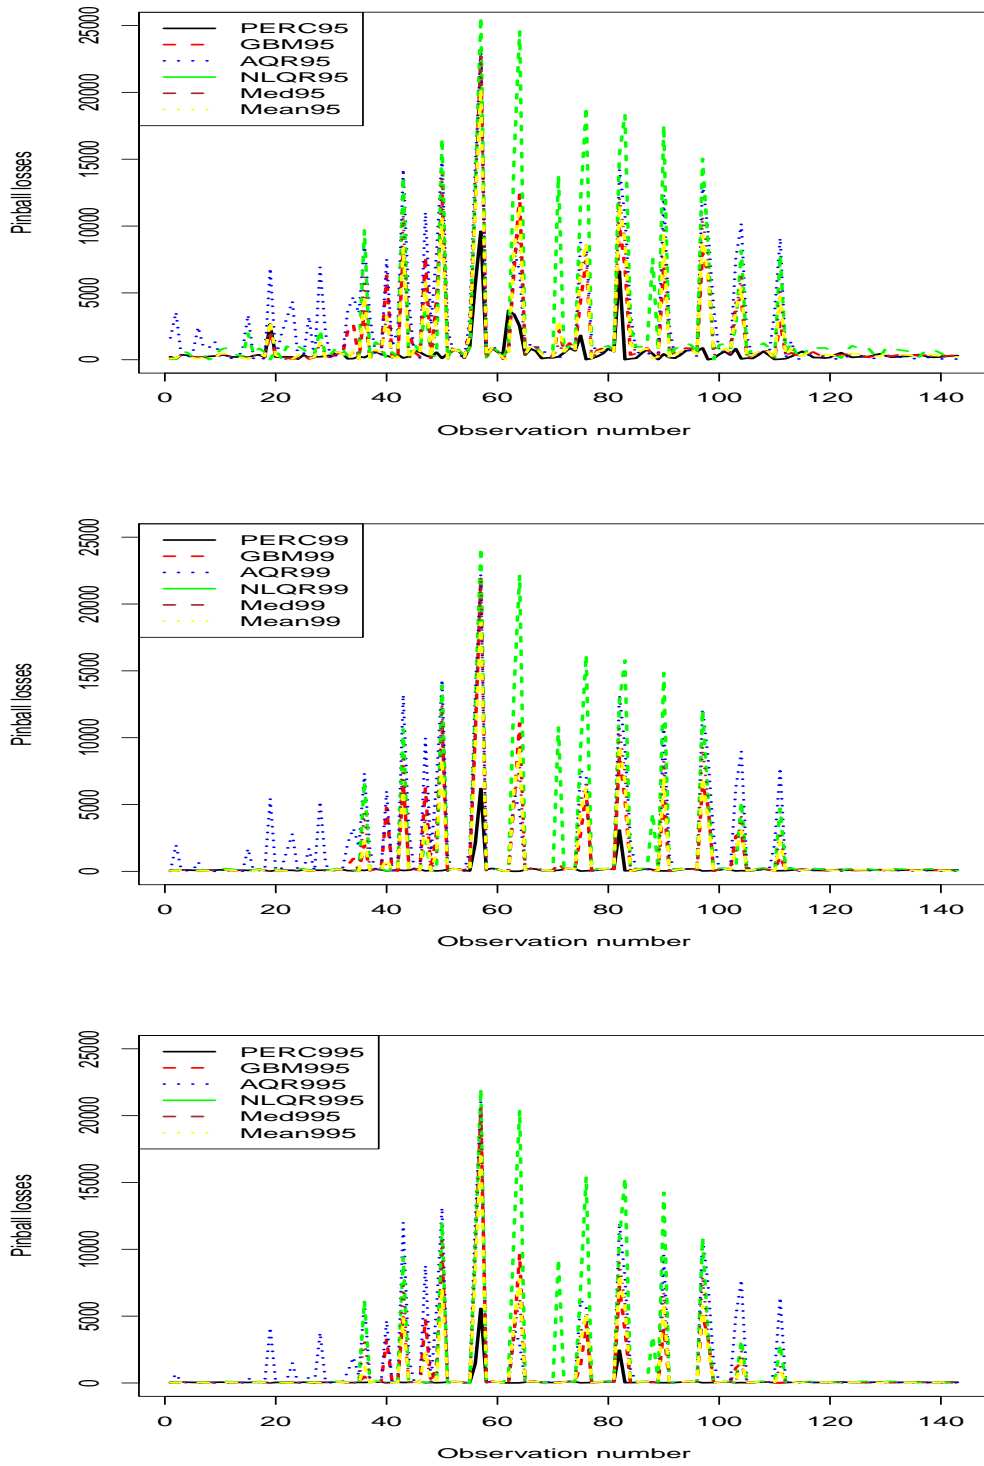 PERC95
GBM95
AQR95
NLQR95
Med95
Mean95
Pinball losses
0
5000
10000
15000
20000
25000
0 20 40 60 80 100 120 140
Observation number
PERC99
GBM99
AQR99
NLQR99
Med99
Mean99
Pinball losses
0
5000
10000
15000
20000
25000
0 20 40 60 80 100 120 140
Observation number
PERC995
GBM995
AQR995
NLQR995
Med995
Mean995
Pinball losses
0
5000
10000
15000
20000
25000
0 20 40 60 80 100 120 140
Observation number